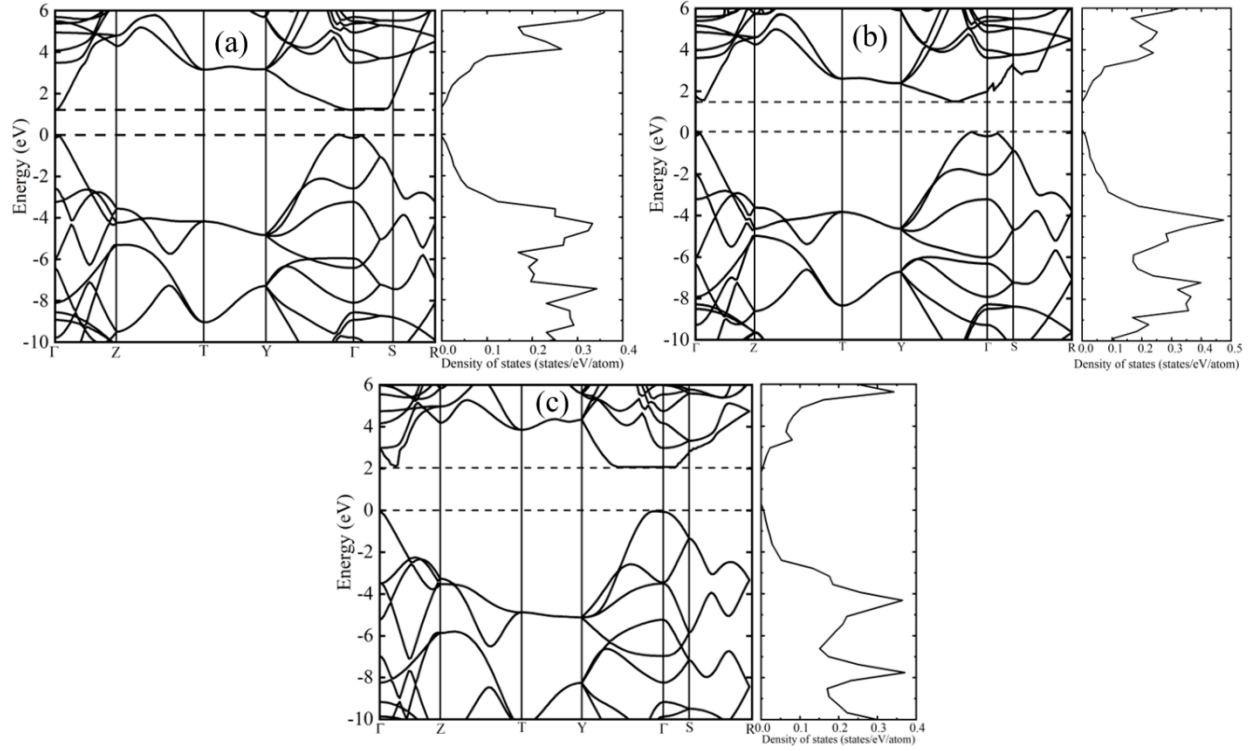 (a)
Energy (eV)
6
4
2
0
-2
-4
-6
-8
-10
Γ Z T Y Γ S R
0.0 0.1 0.2 0.3 0.4
Density of states (states/eV/atom)
(b)
Energy (eV)
6
4
2
0
-2
-4
-6
-8
-10
Γ Z T Y Γ S R
0.0 0.1 0.2 0.3 0.4 0.5
Density of states (states/eV/atom)
(c)
Energy (eV)
6
4
2
0
-2
-4
-6
-8
-10
Γ Z T Y Γ S R
0.0 0.1 0.2 0.3 0.4
Density of states (states/eV/atom)